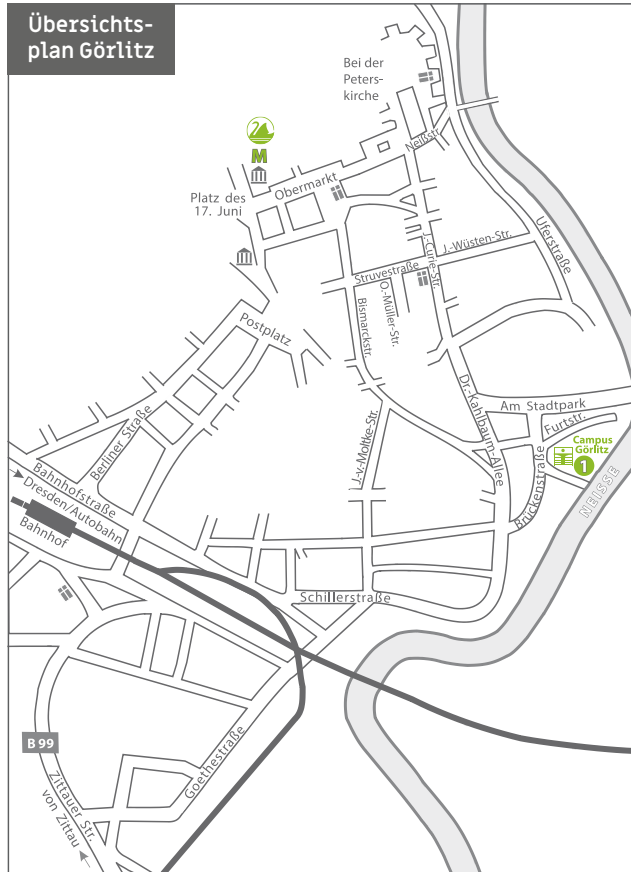 Übersichts-
plan Görlitz
Bei der
Peters-
kirche
Neißstr.
M
Obermarkt
Platz des
17. Juni
J.-Wüsten-Str.
J.-Curie-Str.
Uferstraße
Struvestraße
O.-Müller-Str.
Bismarckstr.
Postplatz
Dr.-Kahlbaum-Allee
Am Stadtpark
Furtstr.
Campus
Görlitz
1
Berliner Straße
J.-v.-Moltke-Str.
Brückenstraße
NEISSE
Bahnhofstraße
Dresden/Autobahn
Bahnhof
Schillerstraße
Goethestraße
B 99
Zittauer Str.
von Zittau